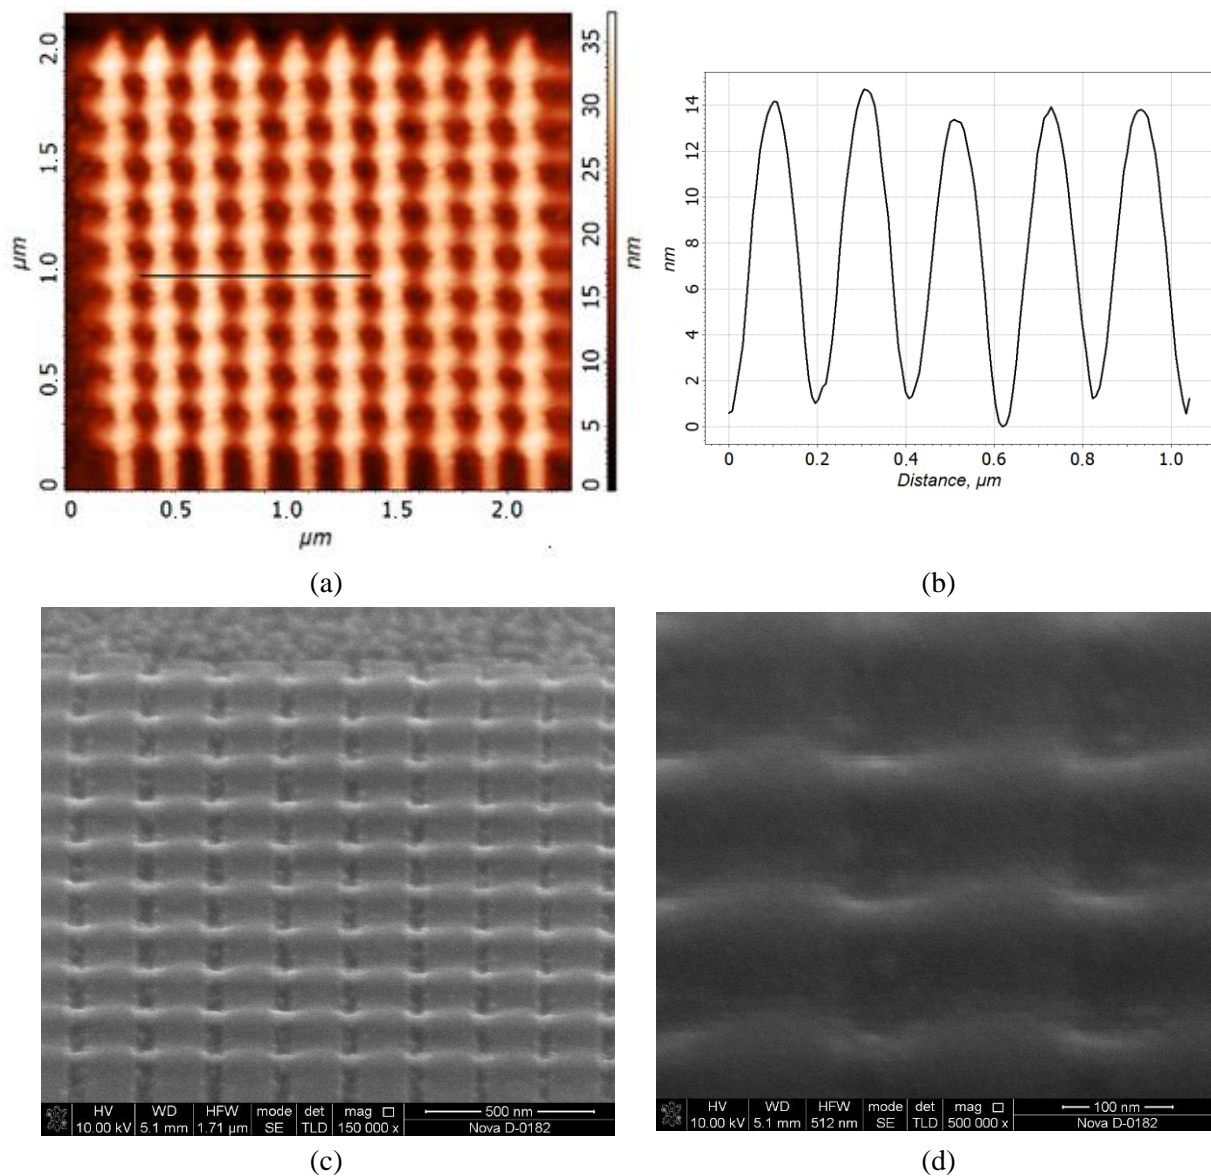 2.0
1.5
1.0
0.5
0
µm
0
0.5
1.0
1.5
2.0
µm
35
30
25
20
15
10
5
0
nm
(a)
14
12
10
8
6
4
2
0
nm
0
0.2
0.4
0.6
0.8
1.0
Distance, µm
(b)
HV WD HFW mode det mag
10.00 kV 5.1 mm 1.71 µm SE TLD 150 000 x
500 nm
Nova D-0182
(c)
HV WD HFW mode det mag
10.00 kV 5.1 mm 512 nm SE TLD 500 000 x
100 nm
Nova D-0182
(d)